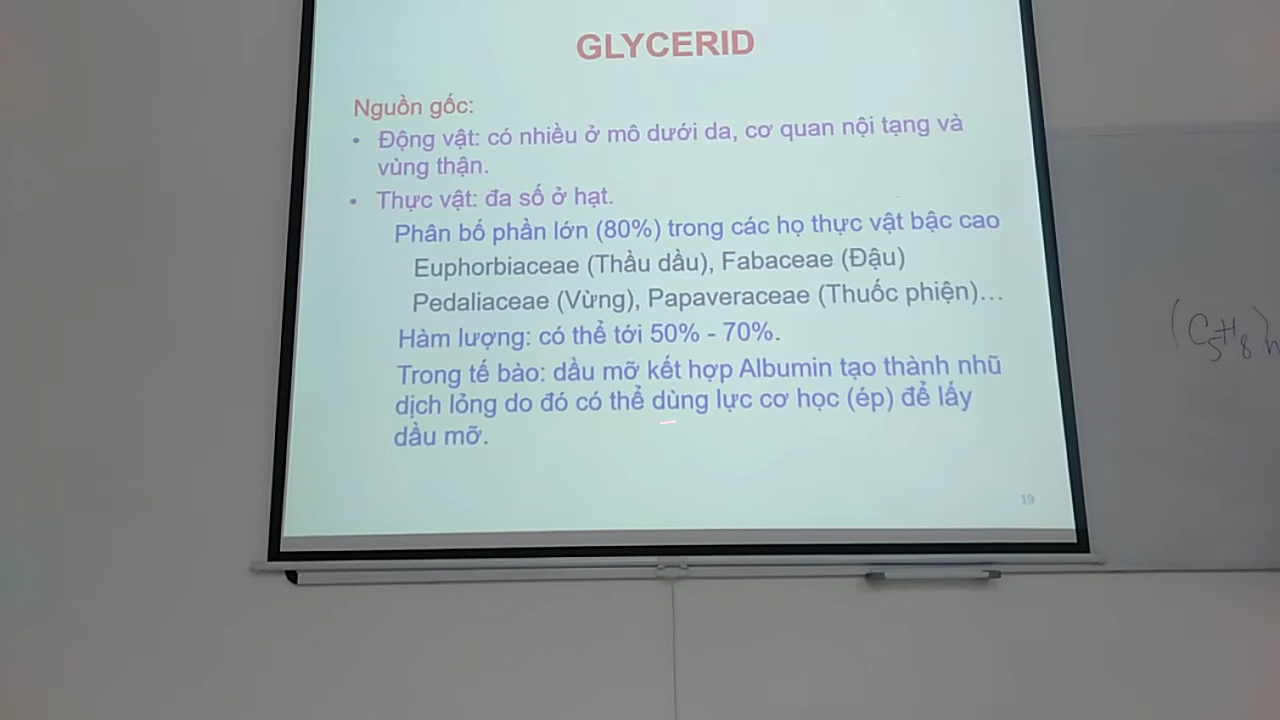 GLYCERID
Nguồn gốc:
• Động vật: có nhiều ở mô dưới da, cơ quan nội tạng và
vùng thận.
• Thực vật: đa số ở hạt.
Phân bố phần lớn (80%) trong các họ thực vật bậc cao
Euphorbiaceae (Thầu dầu), Fabaceae (Đậu)
Pedaliaceae (Vừng), Papaveraceae (Thuốc phiện)...
Hàm lượng: có thể tới 50% - 70%.
Trong tế bào: dầu mỡ kết hợp Albumin tạo thành nhũ
dịch lỏng do đó có thể dùng lực cơ học (ép) để lấy
dầu mỡ.
19
(C5H8)n